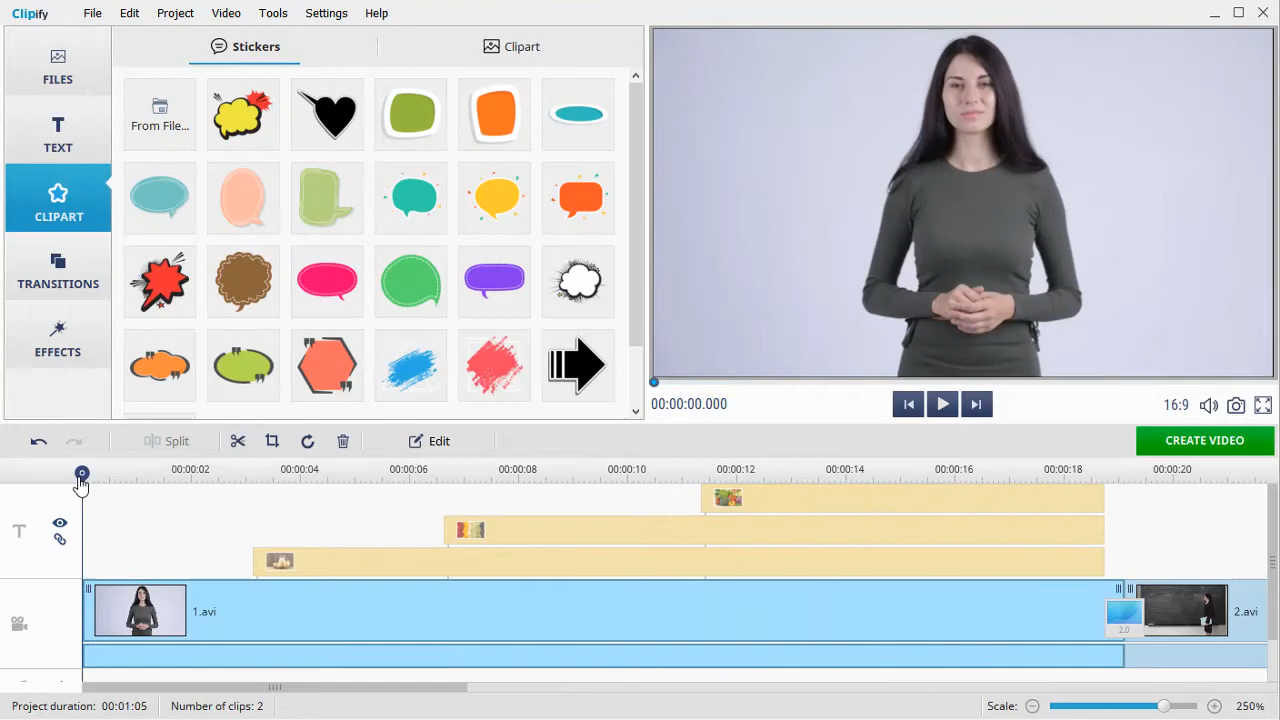 Clipify File Edit Project Video Tools Settings Help
FILES
TEXT
CLIPART
TRANSITIONS
EFFECTS
Stickers Clipart
From File...
00:00:00.000
16:9
Split
Edit
CREATE VIDEO
00:00:02 00:00:04 00:00:06 00:00:08 00:00:10 00:00:12 00:00:14 00:00:16 00:00:18 00:00:20
T
1.avi
2.0
2.avi
Project duration: 00:01:05 Number of clips: 2 Scale: 250%